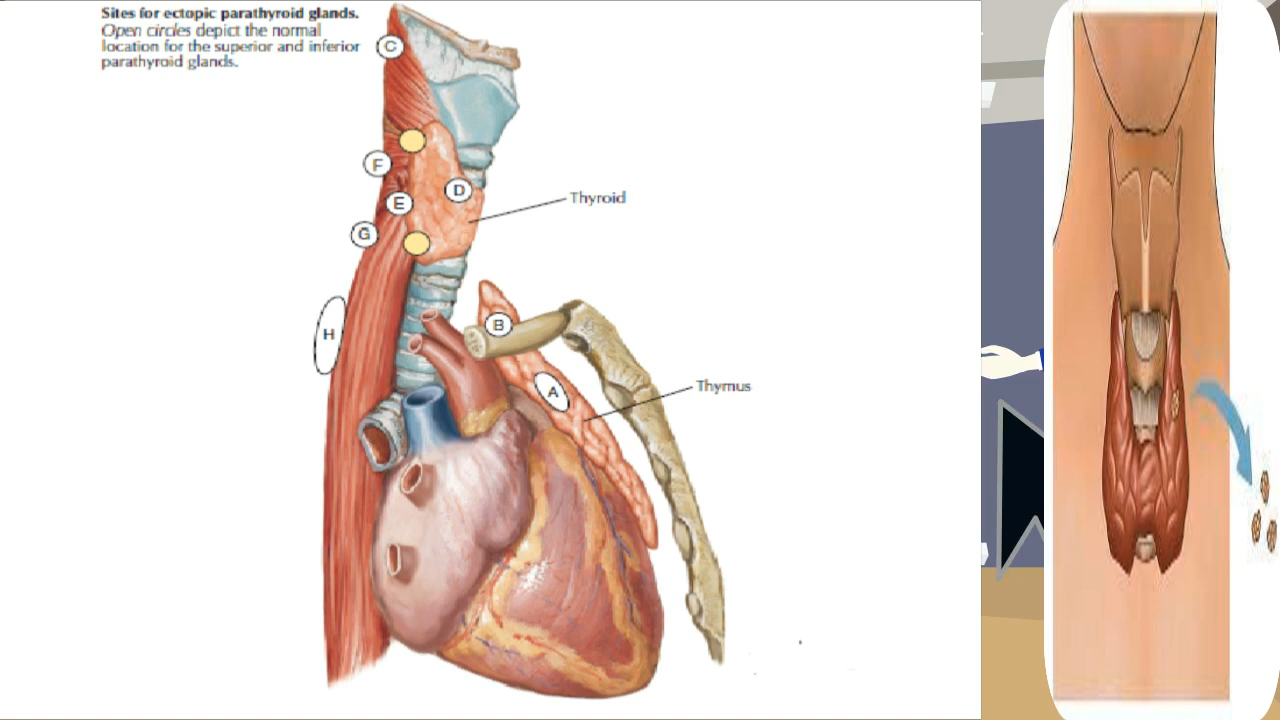 Sites for ectopic parathyroid glands.
Open circles depict the normal
location for the superior and inferior
parathyroid glands.
C
F
D
E
Thyroid
G
B
H
A
Thymus